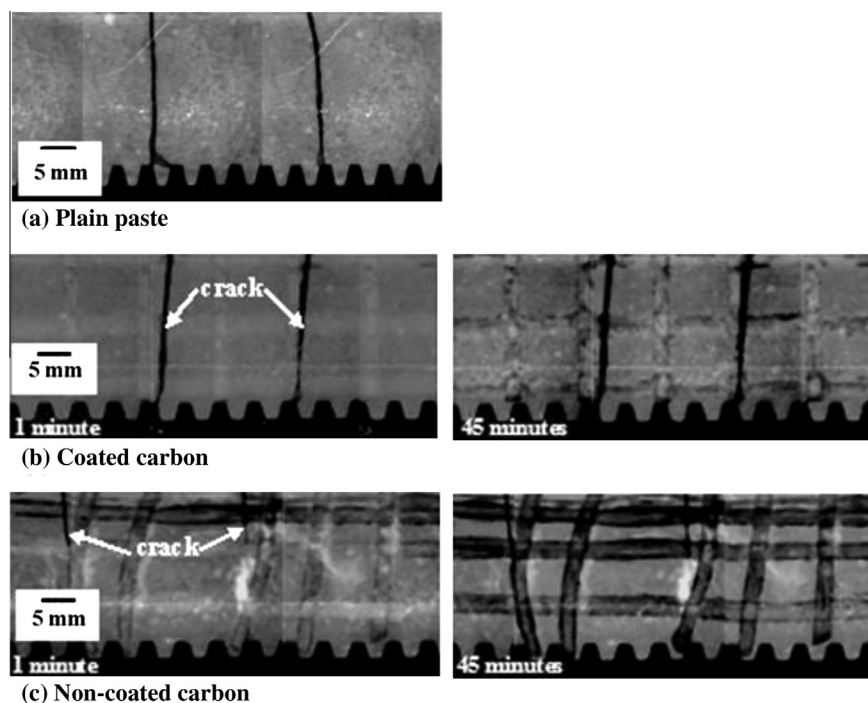 5 mm
(a) Plain paste
crack
5 mm
1 minute
45 minutes
(b) Coated carbon
crack
5 mm
1 minute
45 minutes
(c) Non-coated carbon